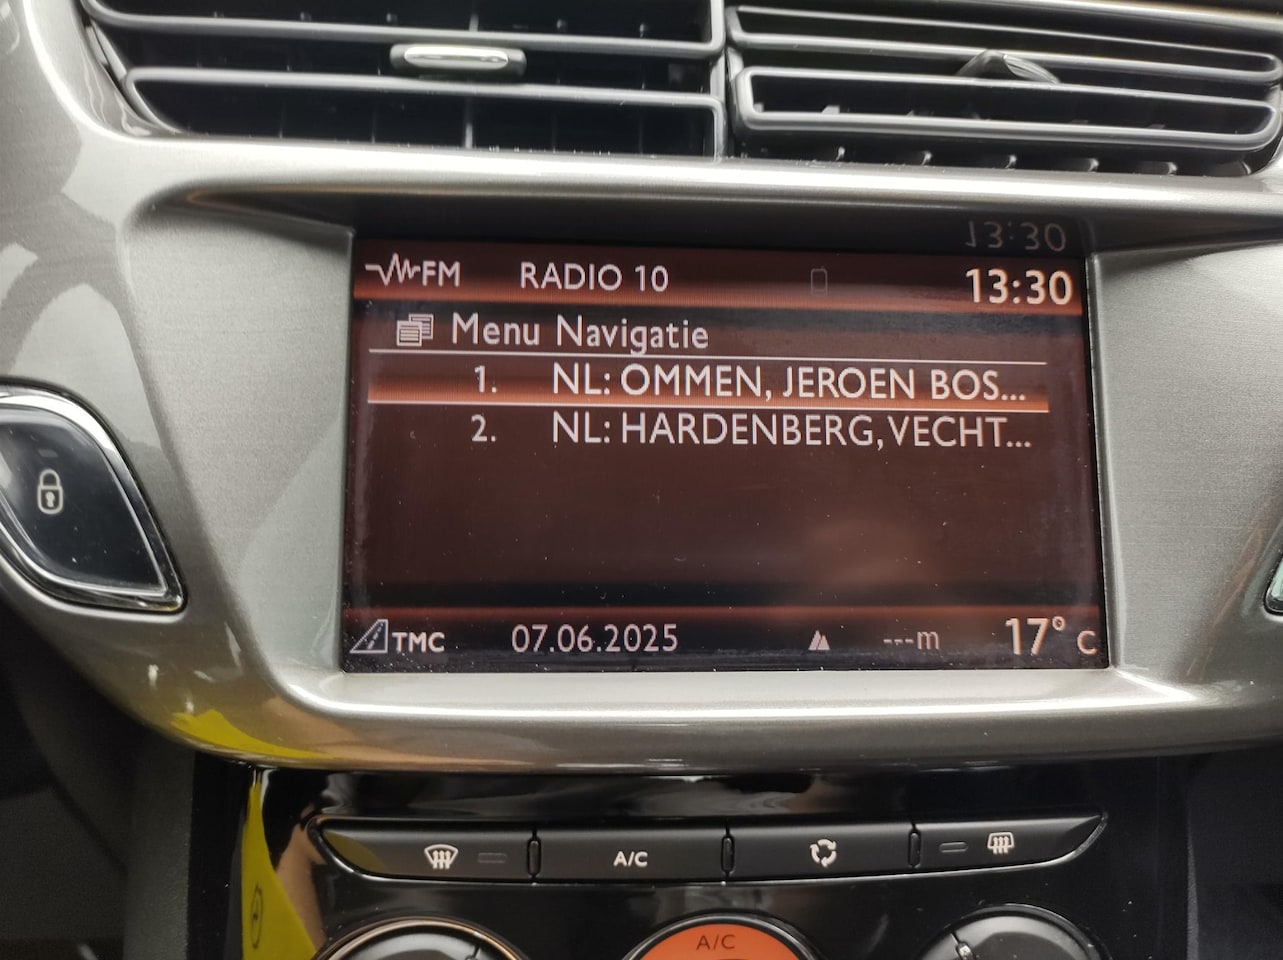 13:30
FM RADIO 10 13:30
Menu Navigatie
1. NL: OMMEN, JEROEN BOS...
2. NL: HARDENBERG, VECHT...
TMC 07.06.2025 ---m 17° C
A/C
A/C